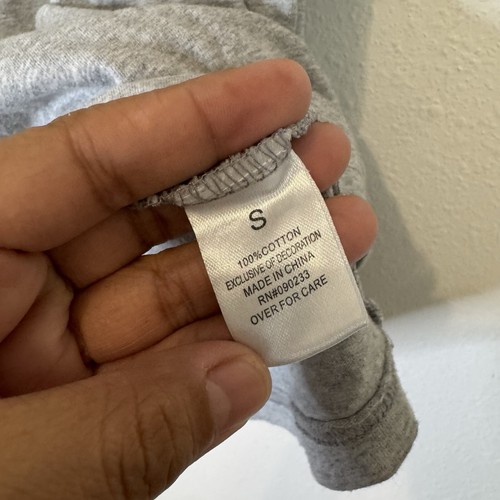 S
100%COTTON
EXCLUSIVE OF DECORATION
MADE IN CHINA
RN#090233
OVER FOR CARE